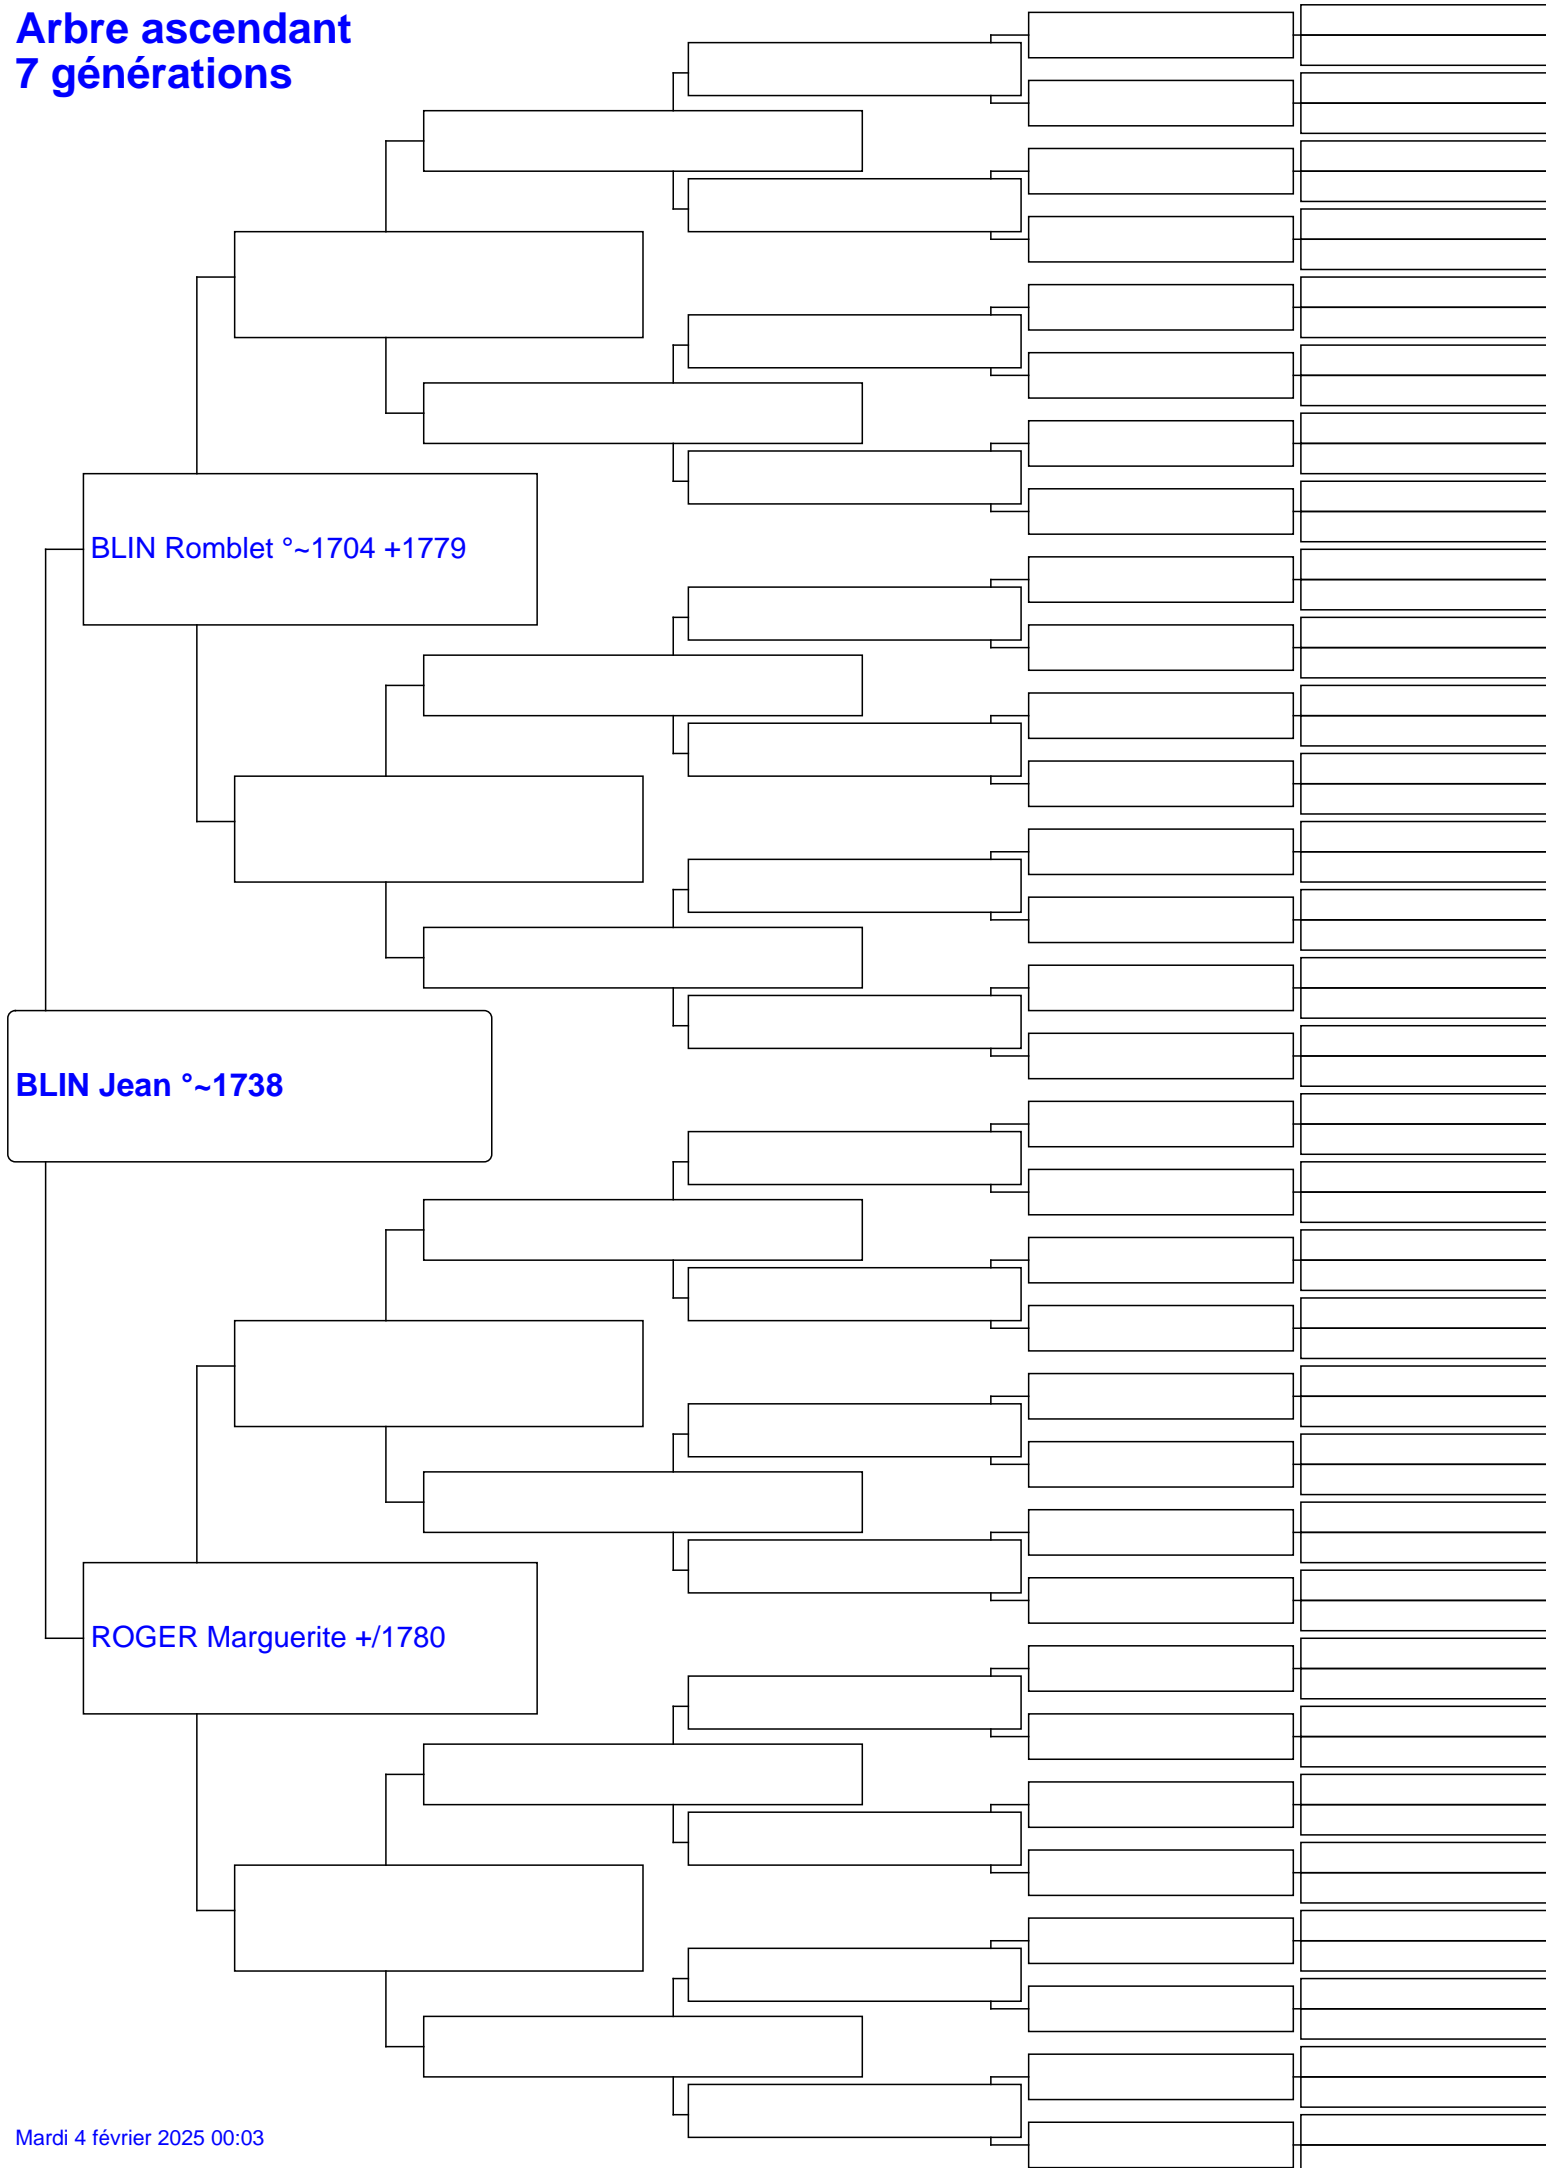 Arbre ascendant
7 générations
BLIN Romblet °~1704 +1779
BLIN Jean °~1738
ROGER Marguerite +/1780
Mardi 4 février 2025 00:03